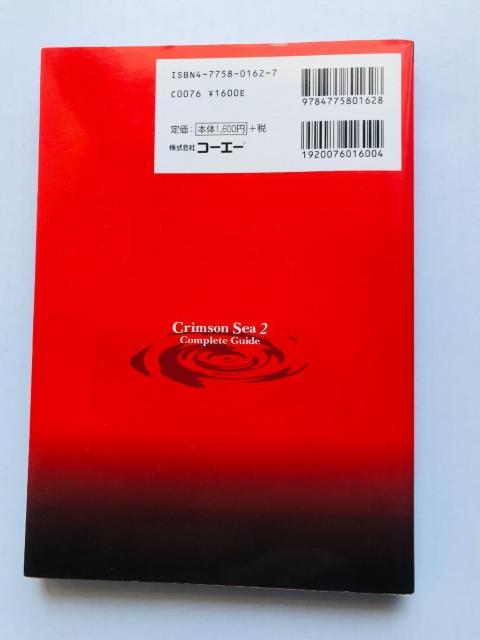 ISBN4-7758-0162-7
C0076 ¥1600E
定価：本体1,600円+税
株式会社 コーエー®
9784775801628
1920076016004
Crimson Sea 2
Complete Guide